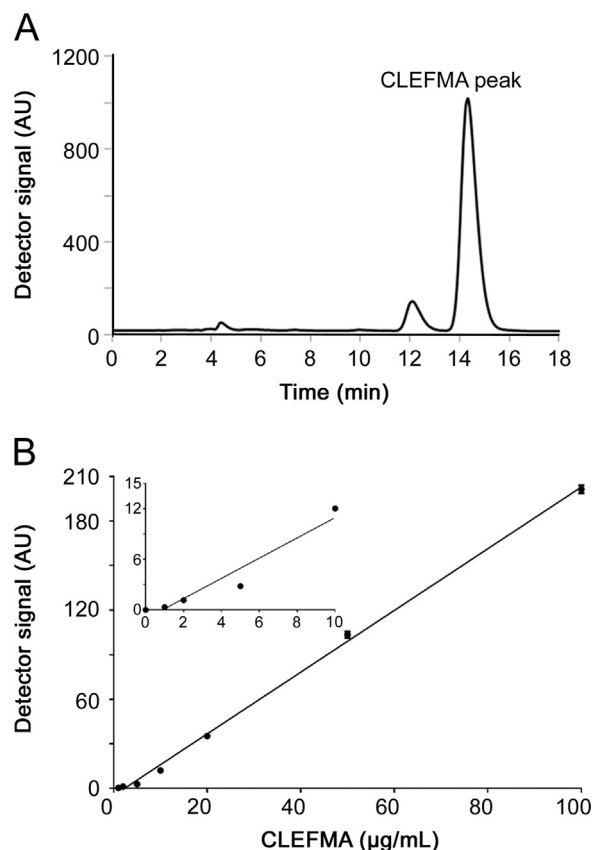 A
CLEFMA peak
Detector signal (AU)
1200
800
400
0
0 2 4 6 8 10 12 14 16 18
Time (min)
B
Detector signal (AU)
210
180
120
60
0
15
12
6
3
0
0 2 4 6 8 10
0 20 40 60 80 100
CLEFMA (µg/mL)